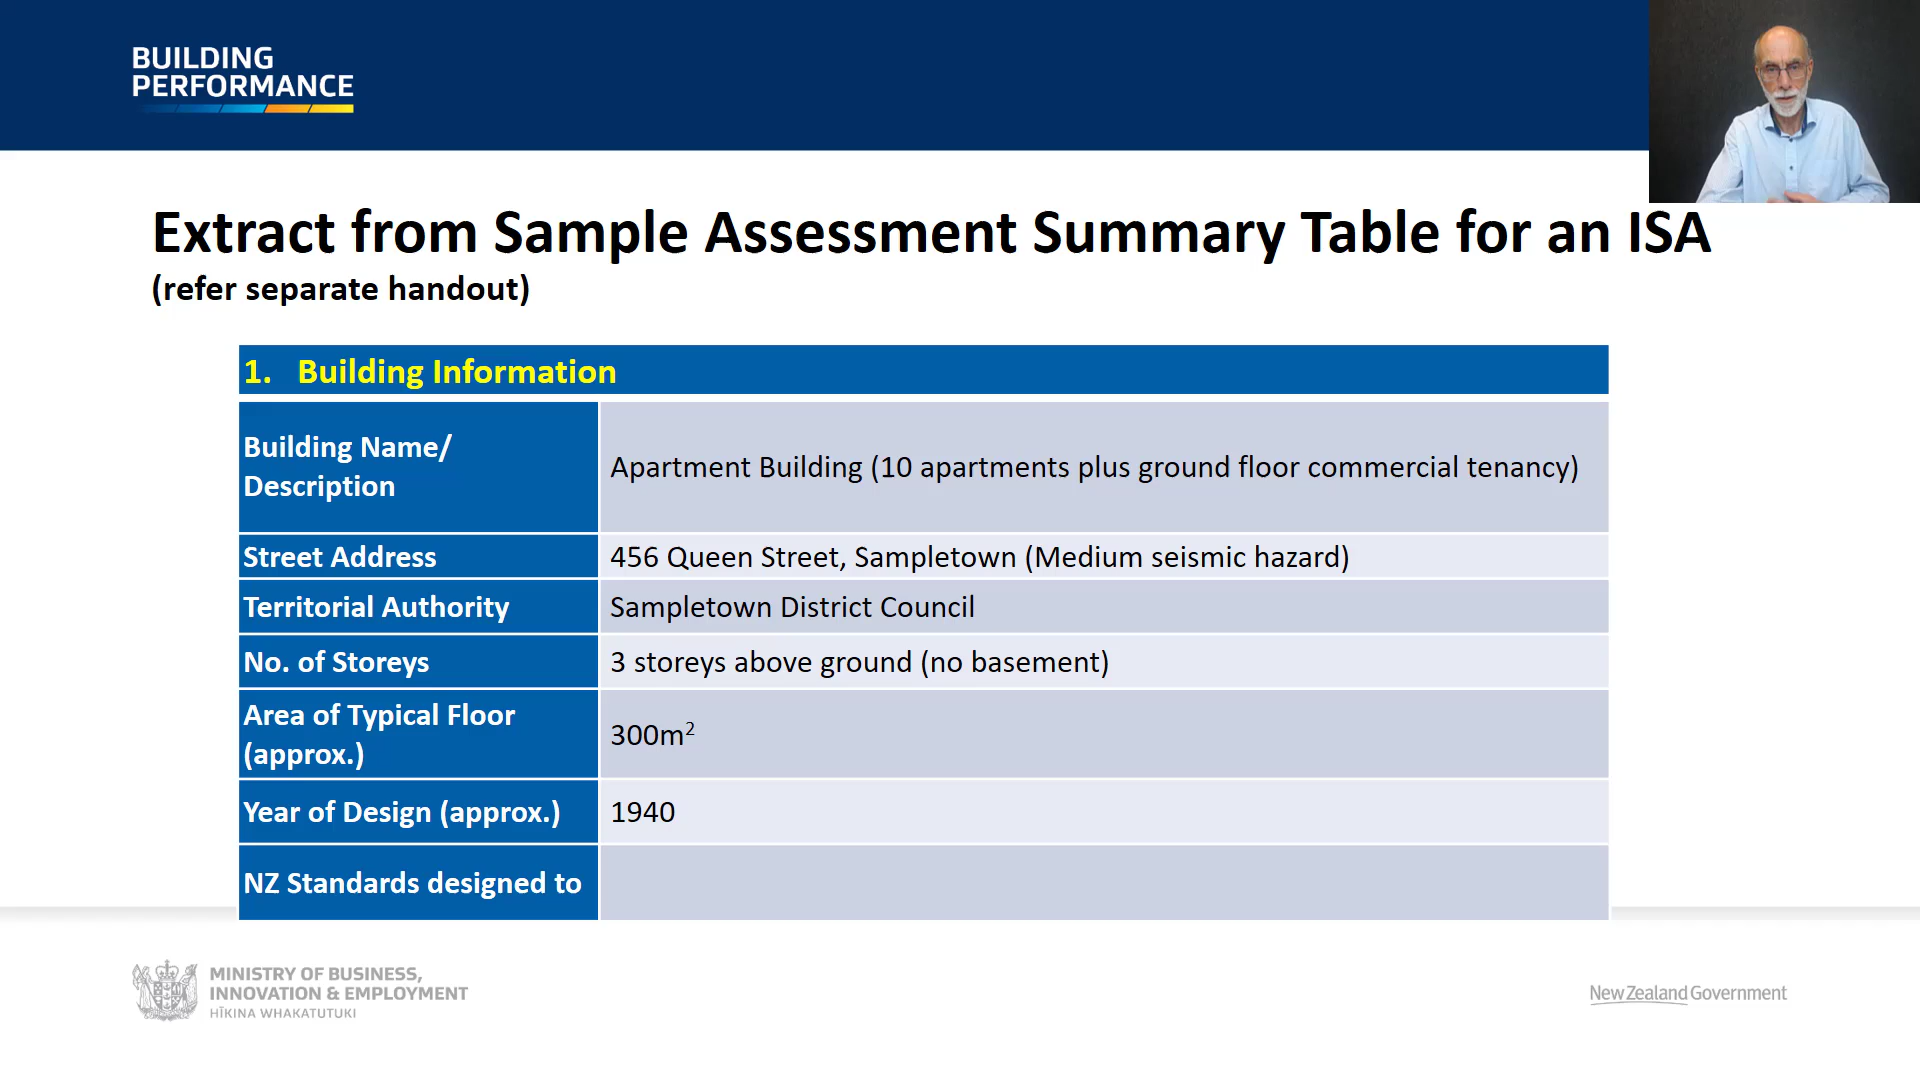 BUILDING
PERFORMANCE
Extract from Sample Assessment Summary Table for an ISA
(refer separate handout)
1. Building Information
Building Name/
Description
Apartment Building (10 apartments plus ground floor commercial tenancy)
Street Address
456 Queen Street, Sampletown (Medium seismic hazard)
Territorial Authority
Sampletown District Council
No. of Storeys
3 storeys above ground (no basement)
Area of Typical Floor
(approx.)
300m²
Year of Design (approx.)
1940
NZ Standards designed to
MINISTRY OF BUSINESS,
INNOVATION & EMPLOYMENT
HĪKINA WHAKATUTUKI
New Zealand Government